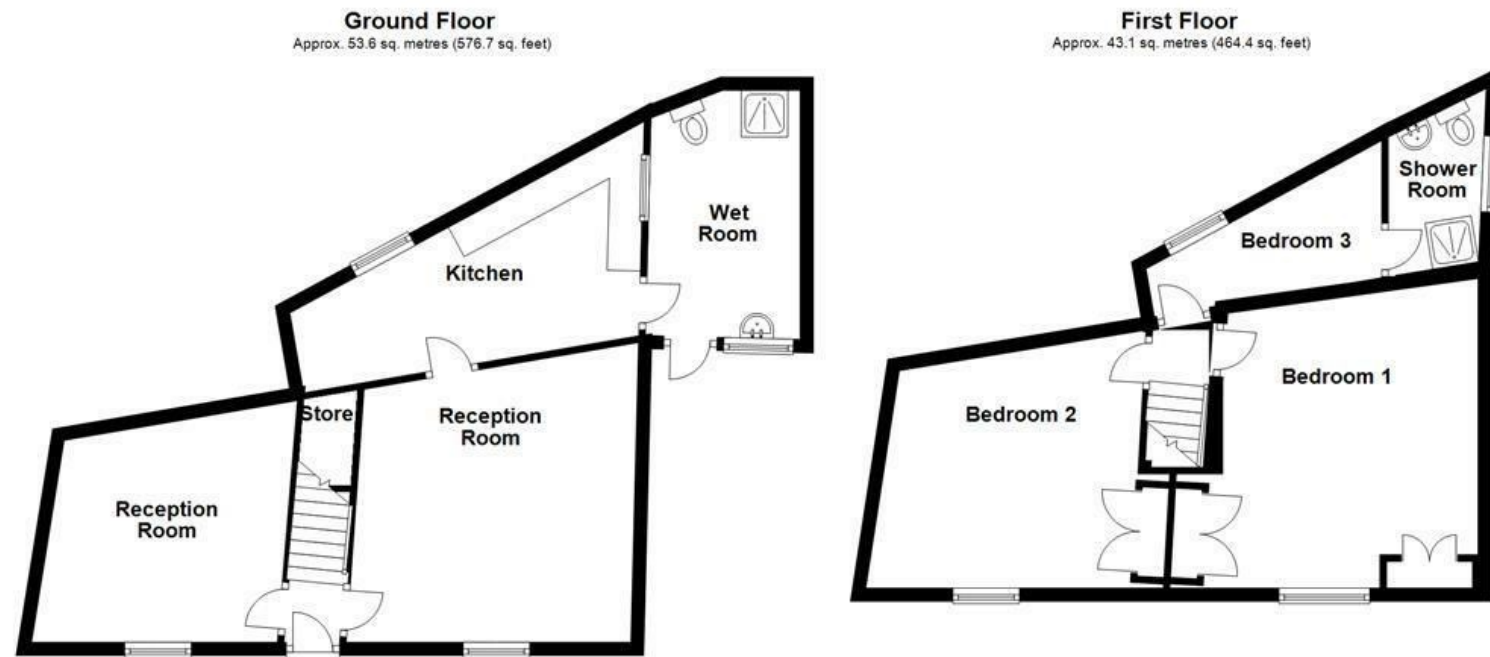 Ground Floor
Approx. 53.6 sq. metres (576.7 sq. feet)
Wet
Room
Kitchen
Store
Reception
Room
Reception
Room
First Floor
Approx. 43.1 sq. metres (464.4 sq. feet)
Shower
Room
Bedroom 3
Bedroom 1
Bedroom 2